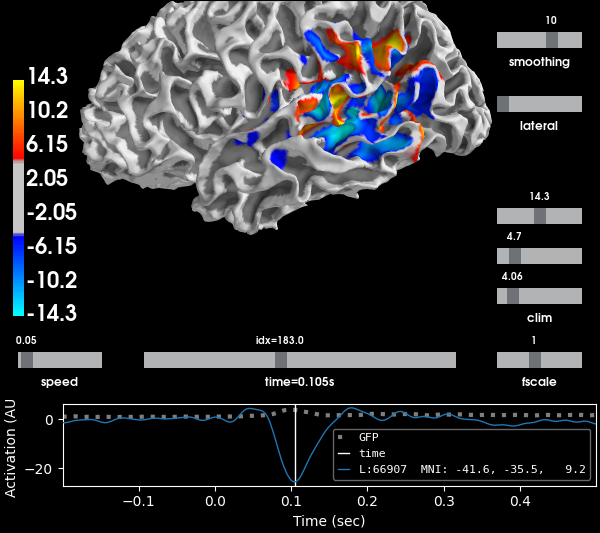 10
smoothing
lateral
14.3
10.2
6.15
2.05
-2.05
-6.15
-10.2
-14.3
14.3
4.7
4.06
clim
0.05
speed
idx=183.0
time=0.105s
1
fscale
Activation (AU
0
−20
GFP
time
L:66907 MNI: -41.6, -35.5, 9.2
−0.1 0.0 0.1 0.2 0.3 0.4
Time (sec)